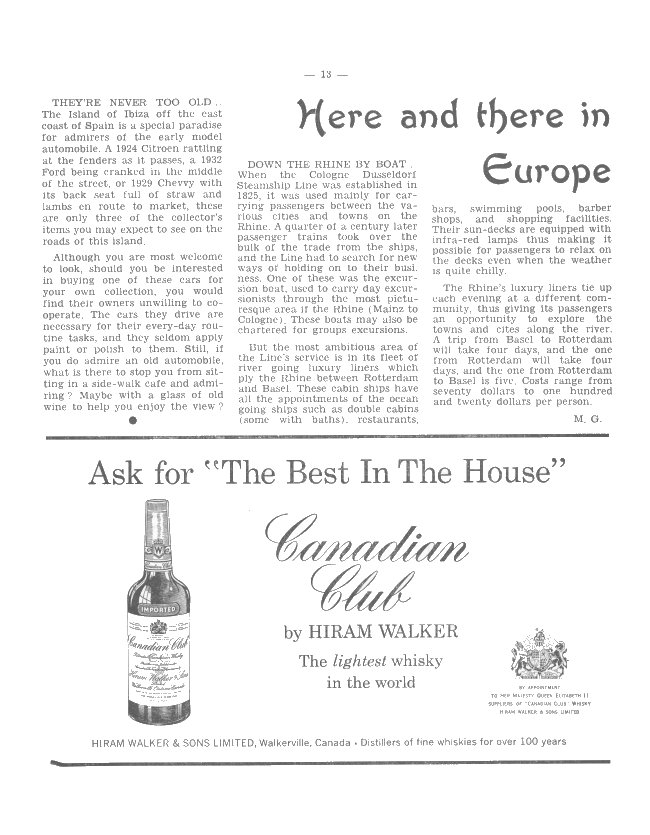 — 13 —
THEY'RE NEVER TOO OLD ..
The Island of Ibiza off the east
coast of Spain is a special paradise
for admirers of the early model
automobile. A 1924 Citroen rattling
at the fenders as it passes, a 1932
Ford being cranked in the middle
of the street, or 1929 Chevvy with
its back seat full of straw and
lambs en route to market, these
are only three of the collector's
items you may expect to see on the
roads of this island.
Although you are most welcome
to look, should you be interested
in buying one of these cars for
your own collection, you would
find their owners unwilling to co-
operate. The cars they drive are
necessary for their every-day rou-
tine tasks, and they seldom apply
paint or polish to them. Still, if
you do admire an old automobile,
what is there to stop you from sit-
ting in a side-walk cafe and admi-
ring? Maybe with a glass of old
wine to help you enjoy the view?
Here and there in
Europe
DOWN THE RHINE BY BOAT .
When the Cologne Dusseldorf
Steamship Line was established in
1825, it was used mainly for car-
rying passengers between the va-
rious cities and towns on the
Rhine. A quarter of a century later
passenger trains took over the
bulk of the trade from the ships,
and the Line had to search for new
ways of holding on to their busi.
ness. One of these was the excur-
sion boat, used to carry day excur-
sionists through the most pictu-
resque area if the Rhine (Mainz to
Cologne). These boats may also be
chartered for groups excursions.
But the most ambitious area of
the Line's service is in its fleet of
river going luxury liners which
ply the Rhine between Rotterdam
and Basel. These cabin ships have
all the appointments of the ocean
going ships such as double cabins
(some with baths), restaurants,
bars, swimming pools, barber
shops, and shopping facilities.
Their sun-decks are equipped with
infra-red lamps thus making it
possible for passengers to relax on
the decks even when the weather
is quite chilly.
The Rhine's luxury liners tie up
each evening at a different com-
munity, thus giving its passengers
an opportunity to explore the
towns and cites along the river.
A trip from Basel to Rotterdam
will take four days, and the one
from Rotterdam will take four
days, and the one from Rotterdam
to Basel is five. Costs range from
seventy dollars to one hundred
and twenty dollars per person.
M. G.
Ask for "The Best In The House"
Canadian
Club
by HIRAM WALKER
The lightest whisky
in the world
IMPORTED
Canadian Club
Hiram Walker & Sons
BY APPOINTMENT
TO HER MAJESTY QUEEN ELIZABETH II
SUPPLIERS OF "CANADIAN CLUB" WHISKY
HIRAM WALKER & SONS LIMITED
HIRAM WALKER & SONS LIMITED, Walkerville, Canada • Distillers of fine whiskies for over 100 years